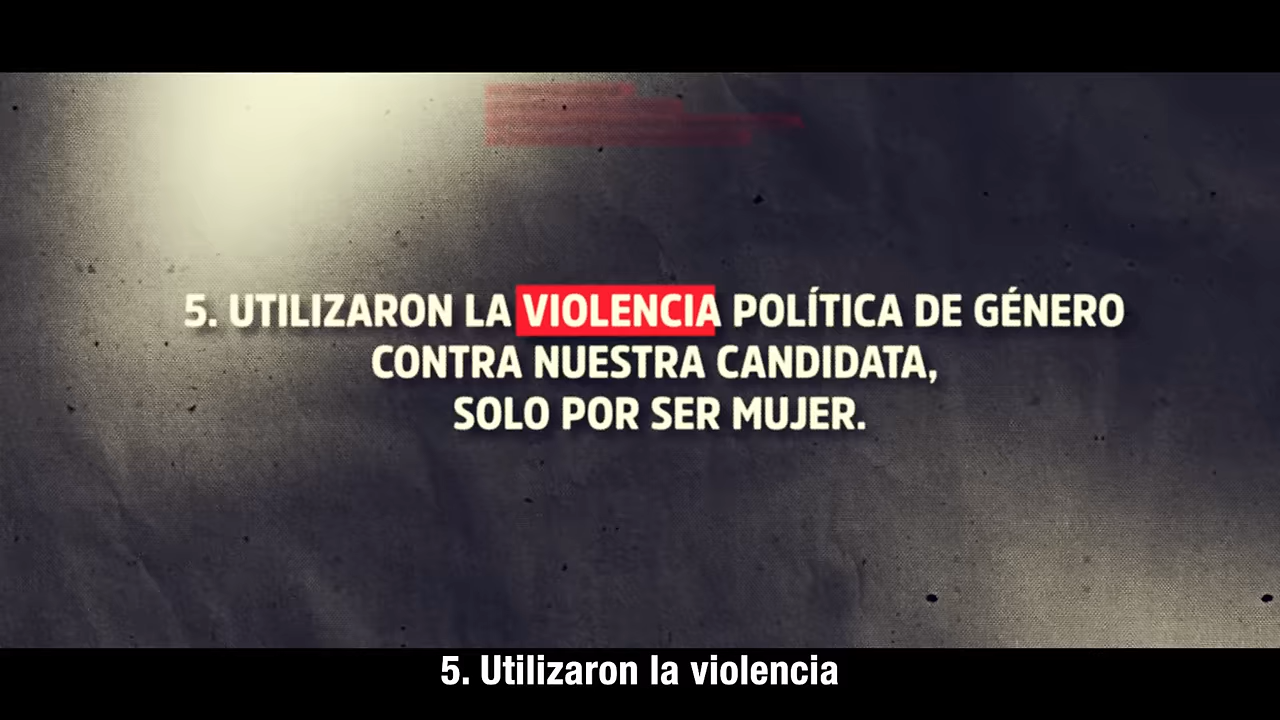 5. UTILIZARON LA VIOLENCIA POLÍTICA DE GÉNERO
CONTRA NUESTRA CANDIDATA,
SOLO POR SER MUJER.
5. Utilizaron la violencia